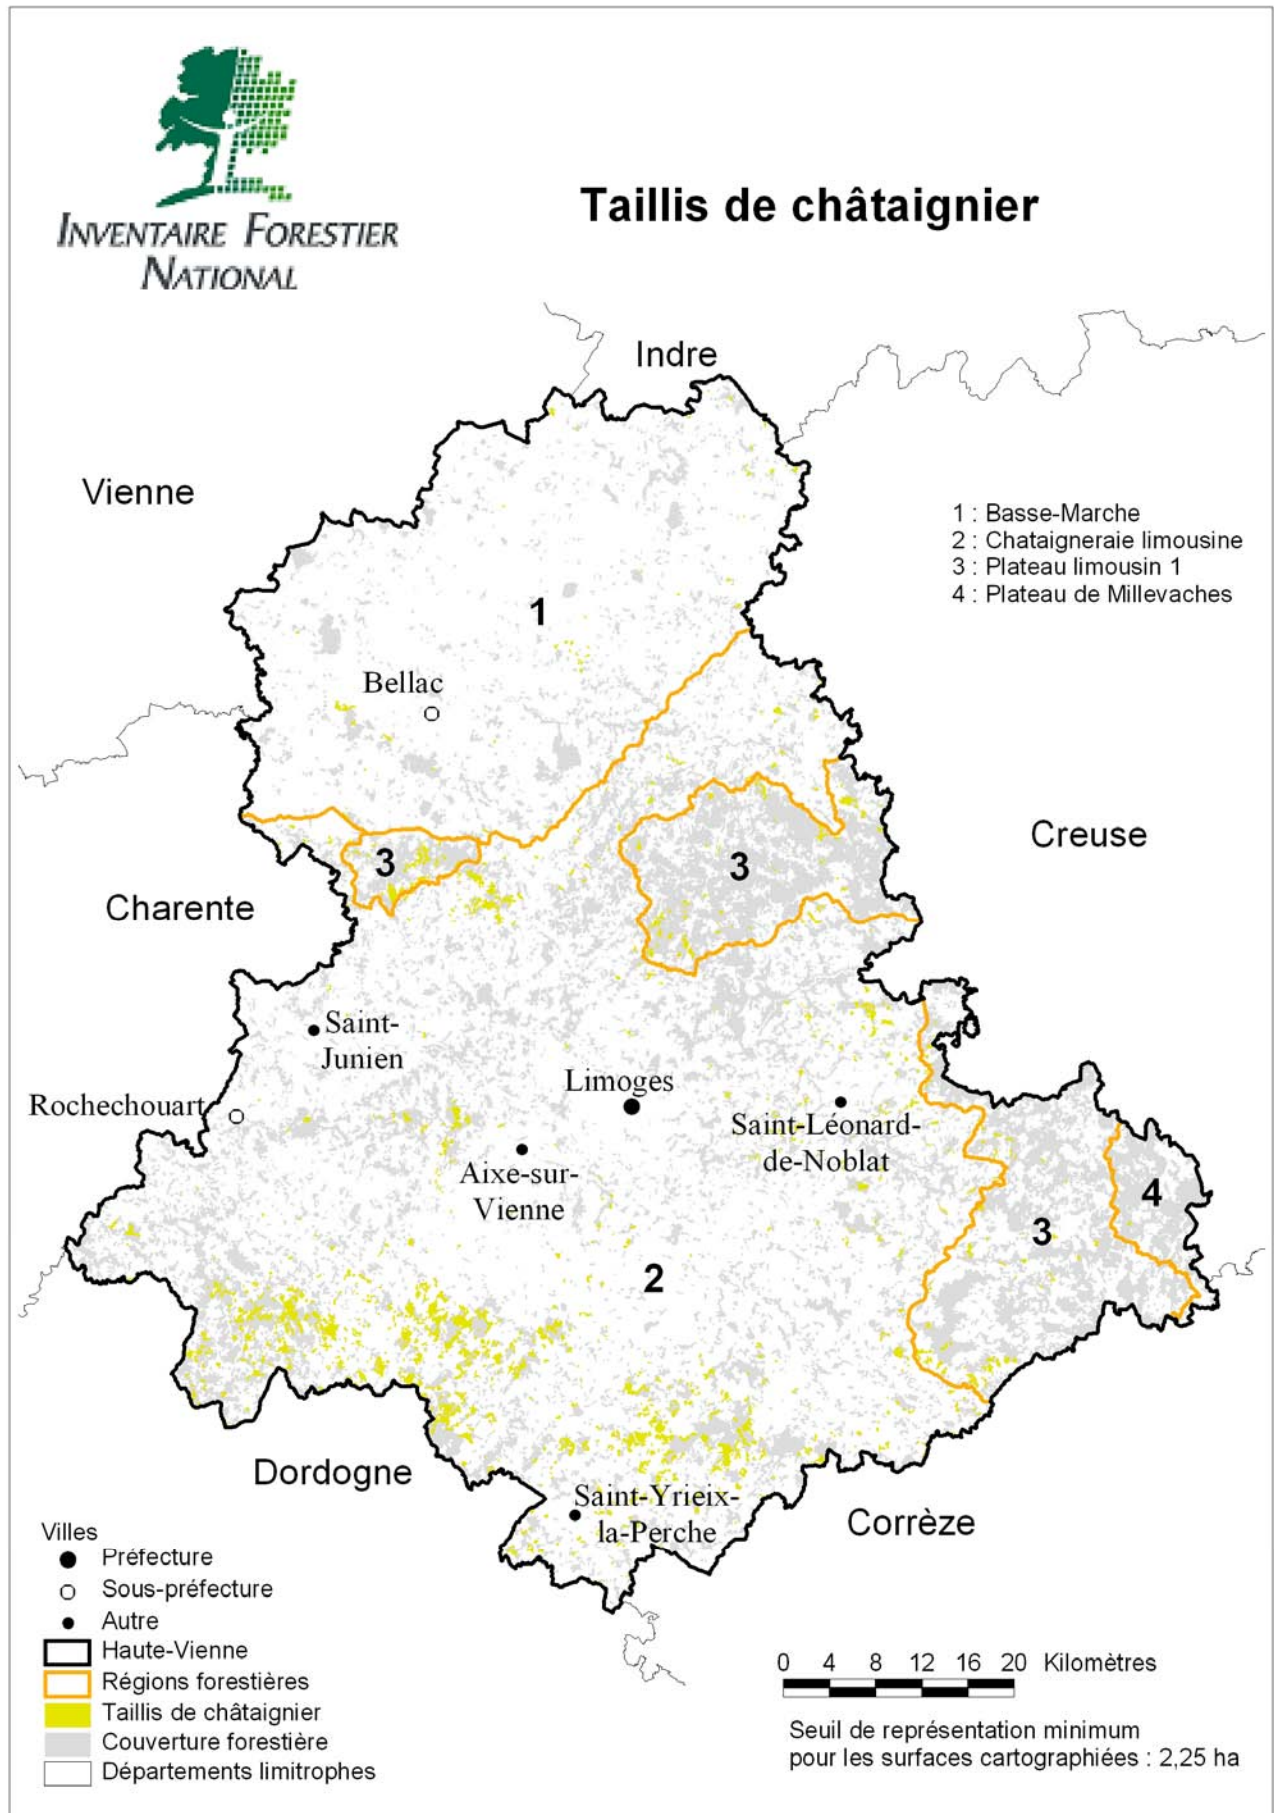 INVENTAIRE FORESTIER
NATIONAL
Taillis de châtaignier
Indre
Vienne
1 : Basse-Marche
2 : Chataigneraie limousine
3 : Plateau limousin 1
4 : Plateau de Millevaches
1
Bellac
Creuse
3
3
Charente
Saint-
Junien
Limoges
Rochechouart
Saint-Léonard-
de-Noblat
Aixe-sur-
Vienne
4
3
2
Dordogne
Saint-Yrieix-
la-Perche
Corrèze
Villes
Préfecture
Sous-préfecture
Autre
Haute-Vienne
Régions forestières
Taillis de châtaignier
Couverture forestière
Départements limitrophes
0 4 8 12 16 20 Kilomètres
Seuil de représentation minimum
pour les surfaces cartographiées : 2,25 ha